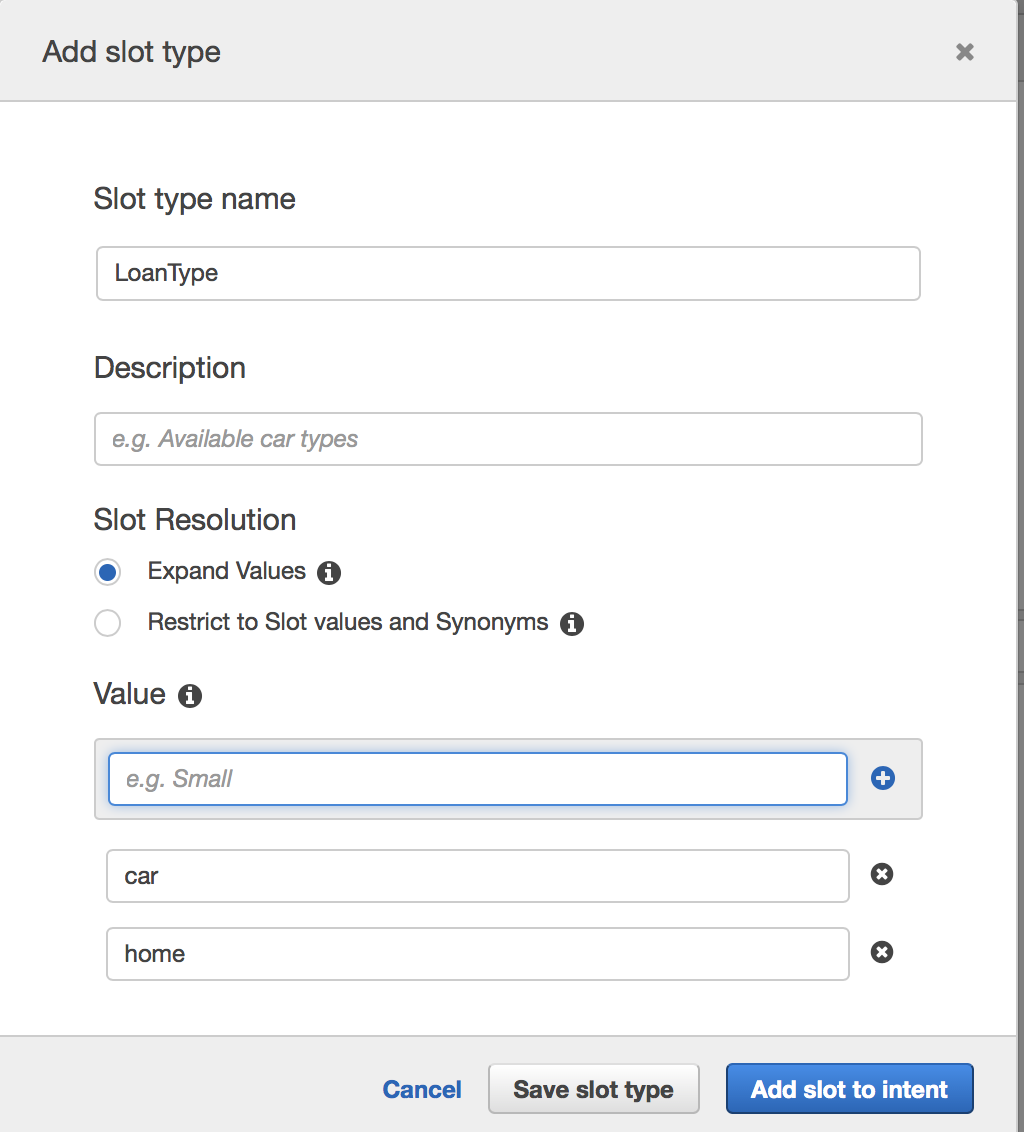 Add slot type
Slot type name
LoanType
Description
e.g. Available car types
Slot Resolution
Expand Values
Restrict to Slot values and Synonyms
Value
e.g. Small
car
home
Cancel Save slot type Add slot to intent